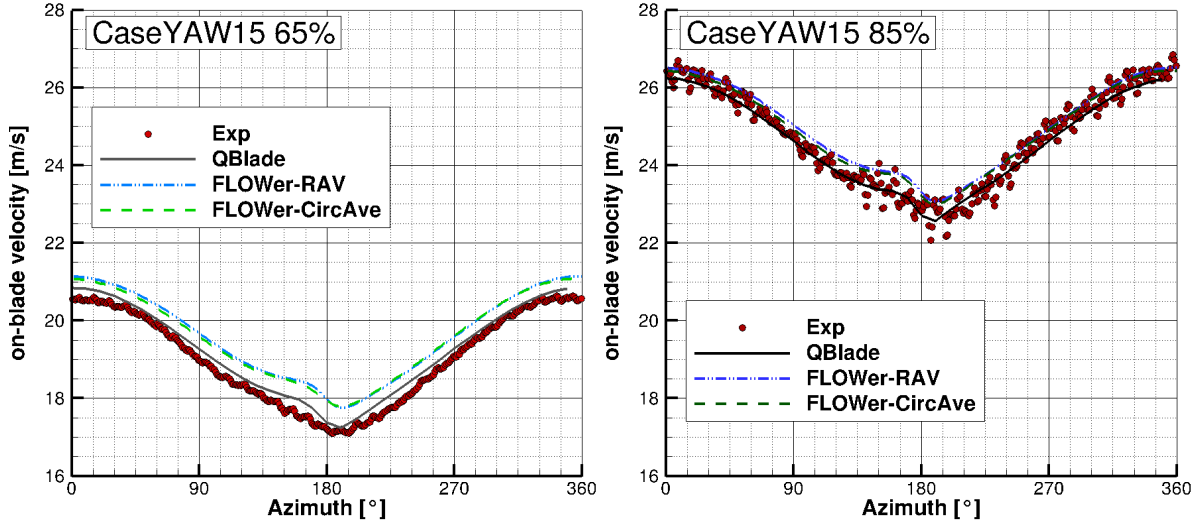 CaseYAW15 65%
Exp
QBlade
FLOWer-RAV
FLOWer-CircAve
on-blade velocity [m/s]
28
26
24
22
20
18
16
0 90 180 270 360
Azimuth [°]
CaseYAW15 85%
Exp
QBlade
FLOWer-RAV
FLOWer-CircAve
on-blade velocity [m/s]
28
26
24
22
20
18
16
0 90 180 270 360
Azimuth [°]